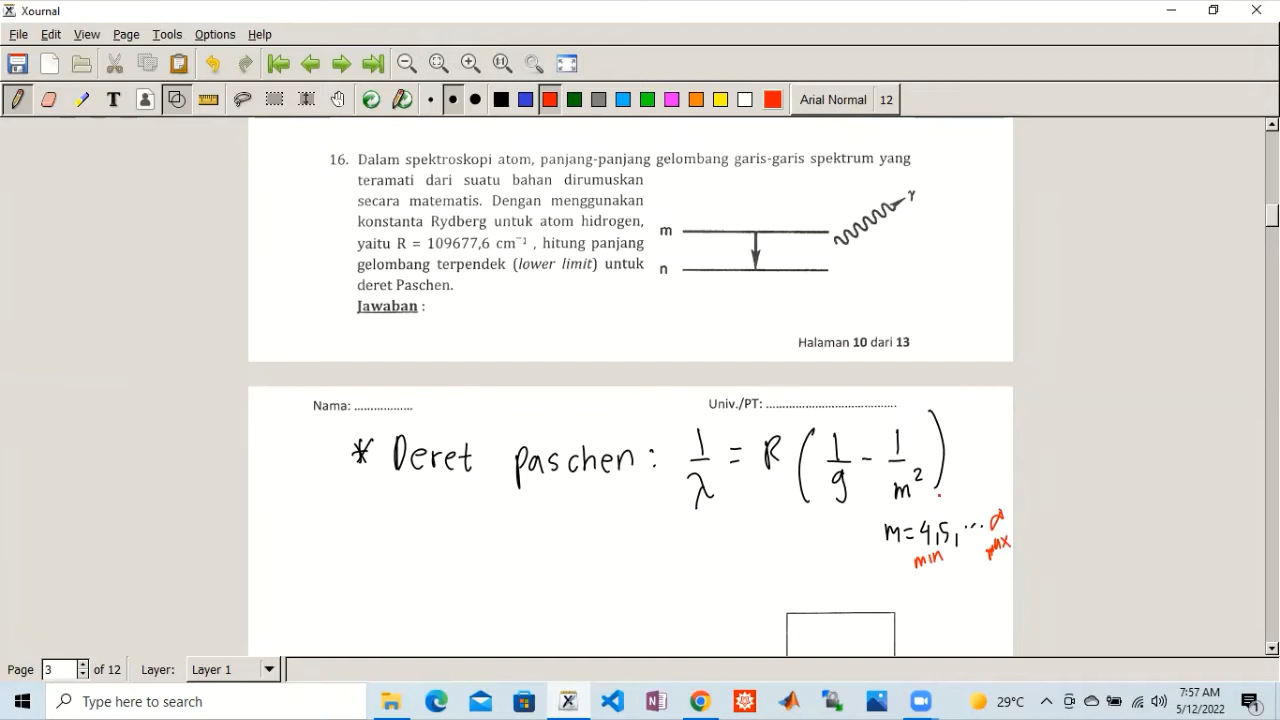 Xournal
File Edit View Page Tools Options Help
Arial Normal 12
16. Dalam spektroskopi atom, panjang-panjang gelombang garis-garis spektrum yang
teramati dari suatu bahan dirumuskan
secara matematis. Dengan menggunakan
konstanta Rydberg untuk atom hidrogen,
yaitu R = 109677,6 cm⁻¹ , hitung panjang
gelombang terpendek (lower limit) untuk
deret Paschen.
Jawaban :
m
n
γ
Halaman 10 dari 13
Nama: ..................
Univ./PT: ........................................
* Deret paschen: 1/λ = R (1/9 - 1/m²)
m=4,5, ... ∞
min max
Page 3 of 12 Layer: Layer 1
Type here to search
29°C
7:57 AM
5/12/2022
1